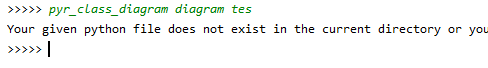 >>>>> pyr_class_diagram diagram tes
Your given python file does not exist in the current directory or you
>>>>>